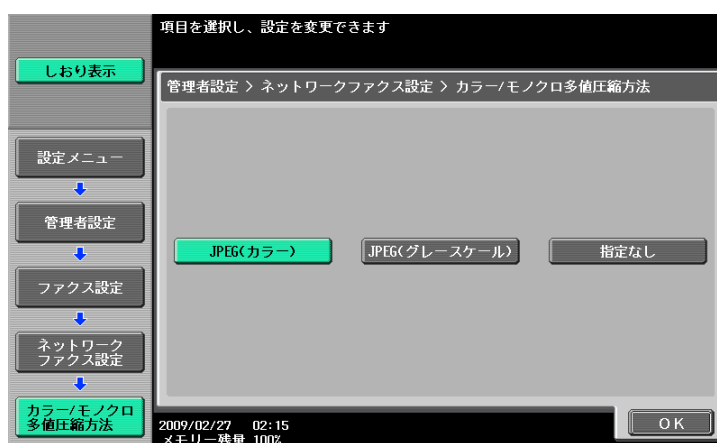 項目を選択し、設定を変更できます
しおり表示
管理者設定 > ネットワークファクス設定 > カラー/モノクロ多値圧縮方法
設定メニュー
管理者設定
ファクス設定
ネットワーク
ファクス設定
カラー/モノクロ
多値圧縮方法
JPEG(カラー)
JPEG(グレースケール)
指定なし
2009/02/27 02:15
メモリー残量 100%
OK